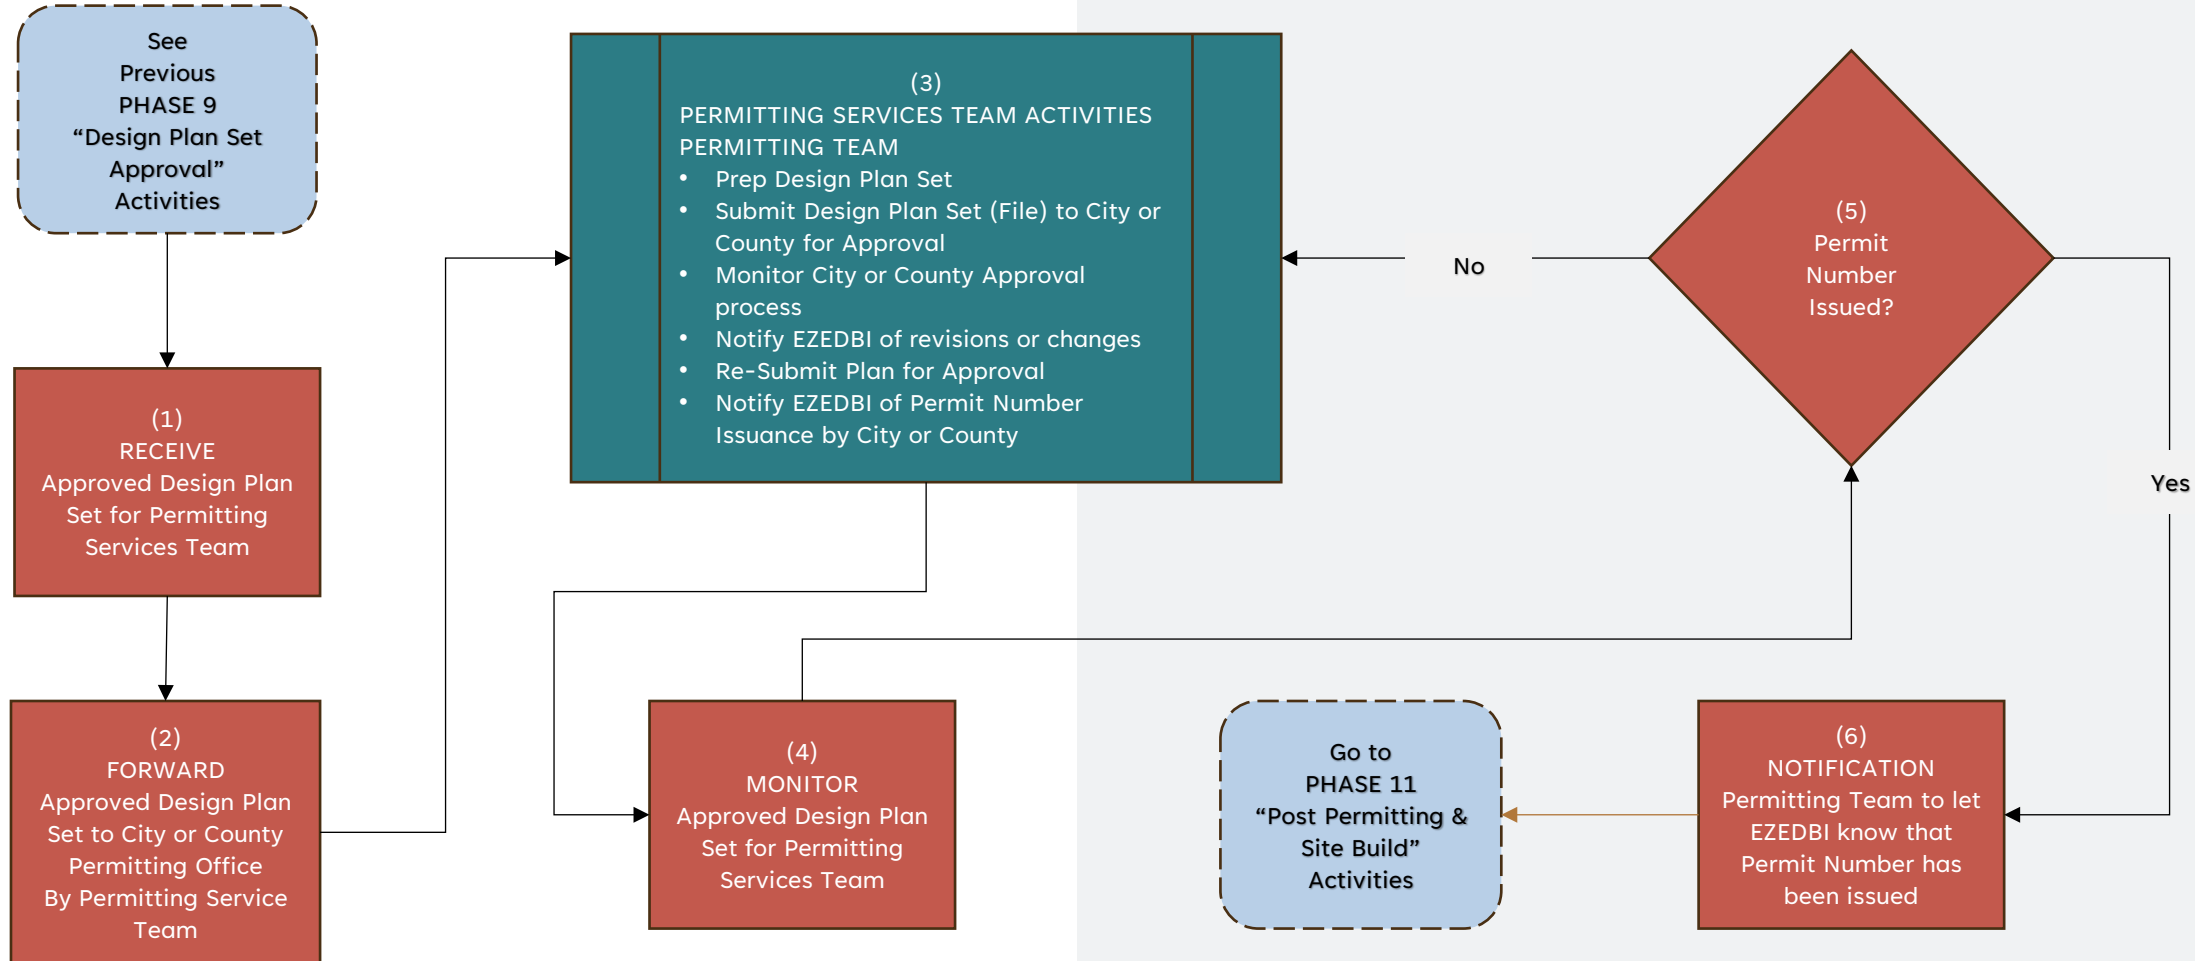 See
Previous
PHASE 9
“Design Plan Set
Approval”
Activities
(1)
RECEIVE
Approved Design Plan
Set for Permitting
Services Team
(2)
FORWARD
Approved Design Plan
Set to City or County
Permitting Office
By Permitting Service
Team
(3)
PERMITTING SERVICES TEAM ACTIVITIES
PERMITTING TEAM
• Prep Design Plan Set
• Submit Design Plan Set (File) to City or
County for Approval
• Monitor City or County Approval
process
• Notify EZEDBI of revisions or changes
• Re-Submit Plan for Approval
• Notify EZEDBI of Permit Number
Issuance by City or County
(4)
MONITOR
Approved Design Plan
Set for Permitting
Services Team
(5)
Permit
Number
Issued?
No
Yes
(6)
NOTIFICATION
Permitting Team to let
EZEDBI know that
Permit Number has
been issued
Go to
PHASE 11
“Post Permitting &
Site Build”
Activities